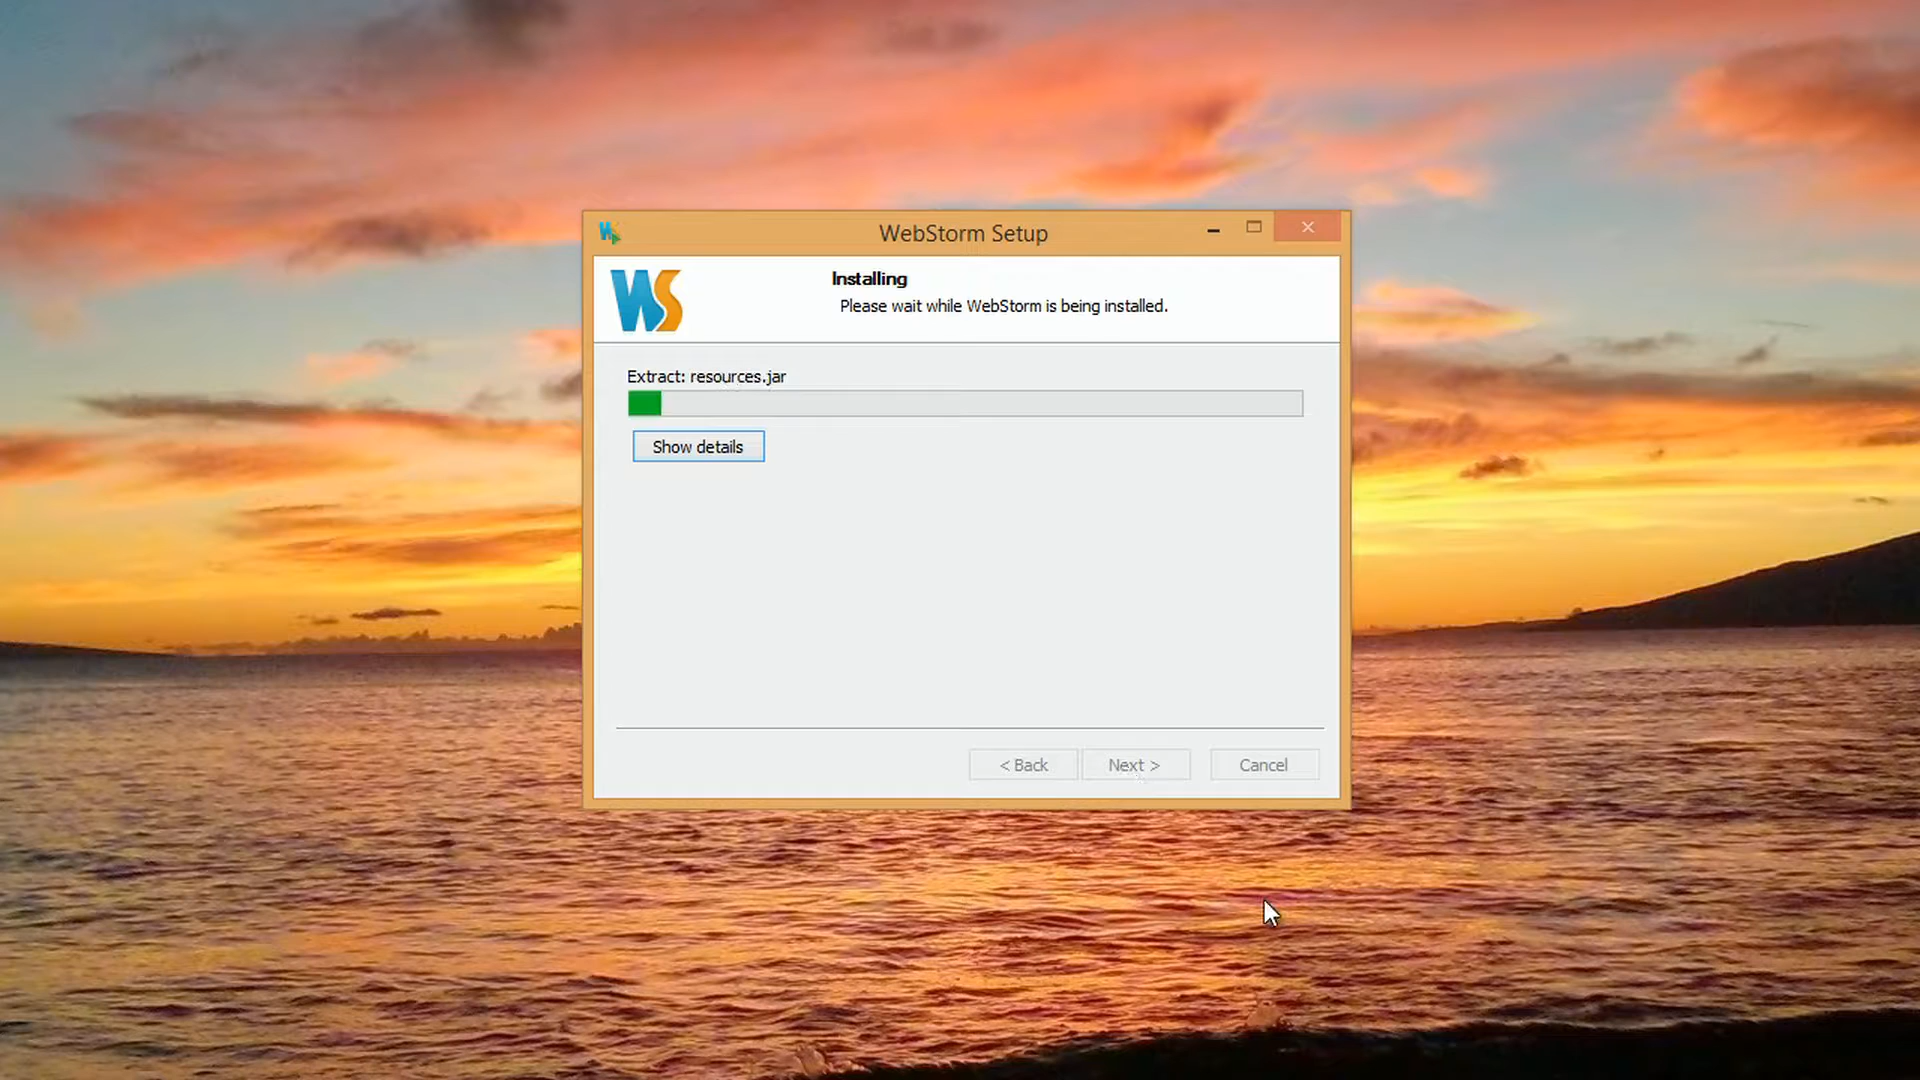 WebStorm Setup
WS
Installing
Please wait while WebStorm is being installed.
Extract: resources.jar
Show details
< Back
Next >
Cancel